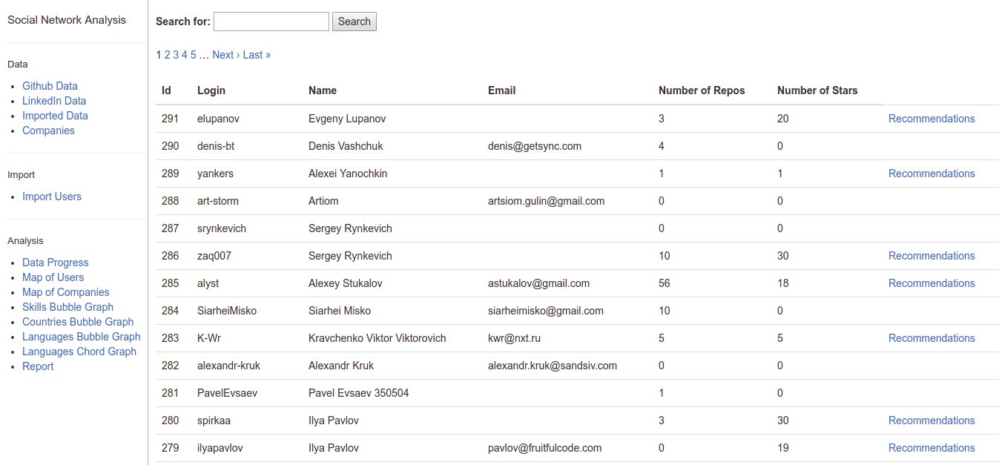 Social Network Analysis
Data
Github Data
LinkedIn Data
Imported Data
Companies
Import
Import Users
Analysis
Data Progress
Map of Users
Map of Companies
Skills Bubble Graph
Countries Bubble Graph
Languages Bubble Graph
Languages Chord Graph
Report
Search for: Search
1 2 3 4 5 … Next › Last »
Id Login Name Email Number of Repos Number of Stars
291 elupanov Evgeny Lupanov 3 20 Recommendations
290 denis-bt Denis Vashchuk denis@getsync.com 4 0
289 yankers Alexei Yanochkin 1 1 Recommendations
288 art-storm Artiom artsiom.gulin@gmail.com 0 0
287 srynkevich Sergey Rynkevich 0 0
286 zaq007 Sergey Rynkevich 10 30 Recommendations
285 alyst Alexey Stukalov astukalov@gmail.com 56 18 Recommendations
284 SiarheiMisko Siarhei Misko siarheimisko@gmail.com 10 0
283 K-Wr Kravchenko Viktor Viktorovich kwr@nxt.ru 5 5 Recommendations
282 alexandr-kruk Alexandr Kruk alexandr.kruk@sandsiv.com 0 0
281 PavelEvsaev Pavel Evsaev 350504 1 0
280 spirkaa Ilya Pavlov 3 30 Recommendations
279 ilyapavlov Ilya Pavlov pavlov@fruitfulcode.com 0 19 Recommendations